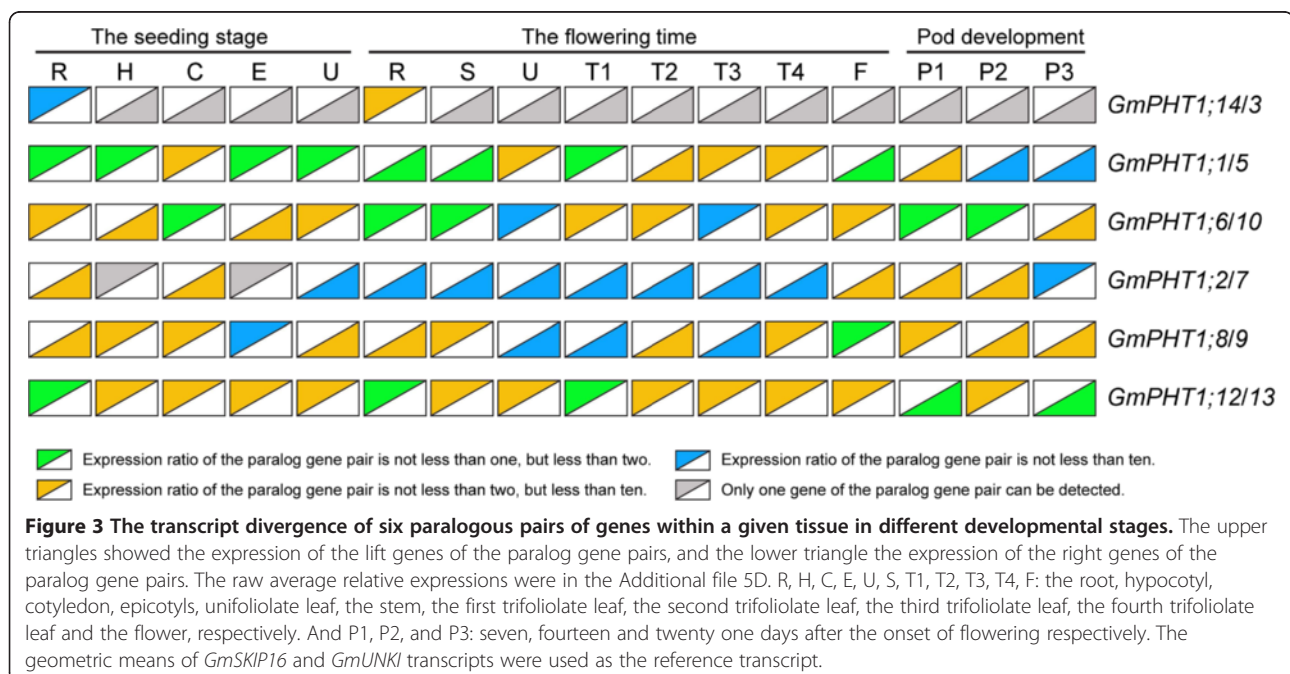 The seeding stage The flowering time Pod development
R H C E U R S U T1 T2 T3 T4 F P1 P2 P3
GmPHT1;14/3
GmPHT1;1/5
GmPHT1;6/10
GmPHT1;2/7
GmPHT1;8/9
GmPHT1;12/13
Expression ratio of the paralog gene pair is not less than one, but less than two. Expression ratio of the paralog gene pair is not less than ten.
Expression ratio of the paralog gene pair is not less than two, but less than ten. Only one gene of the paralog gene pair can be detected.
Figure 3 The transcript divergence of six paralogous pairs of genes within a given tissue in different developmental stages. The upper
triangles showed the expression of the lift genes of the paralog gene pairs, and the lower triangle the expression of the right genes of the
paralog gene pairs. The raw average relative expressions were in the Additional file 5D. R, H, C, E, U, S, T1, T2, T3, T4, F: the root, hypocotyl,
cotyledon, epicotyls, unifoliolate leaf, the stem, the first trifoliolate leaf, the second trifoliolate leaf, the third trifoliolate leaf, the fourth trifoliolate
leaf and the flower, respectively. And P1, P2, and P3: seven, fourteen and twenty one days after the onset of flowering respectively. The
geometric means of GmSKIP16 and GmUNKI transcripts were used as the reference transcript.